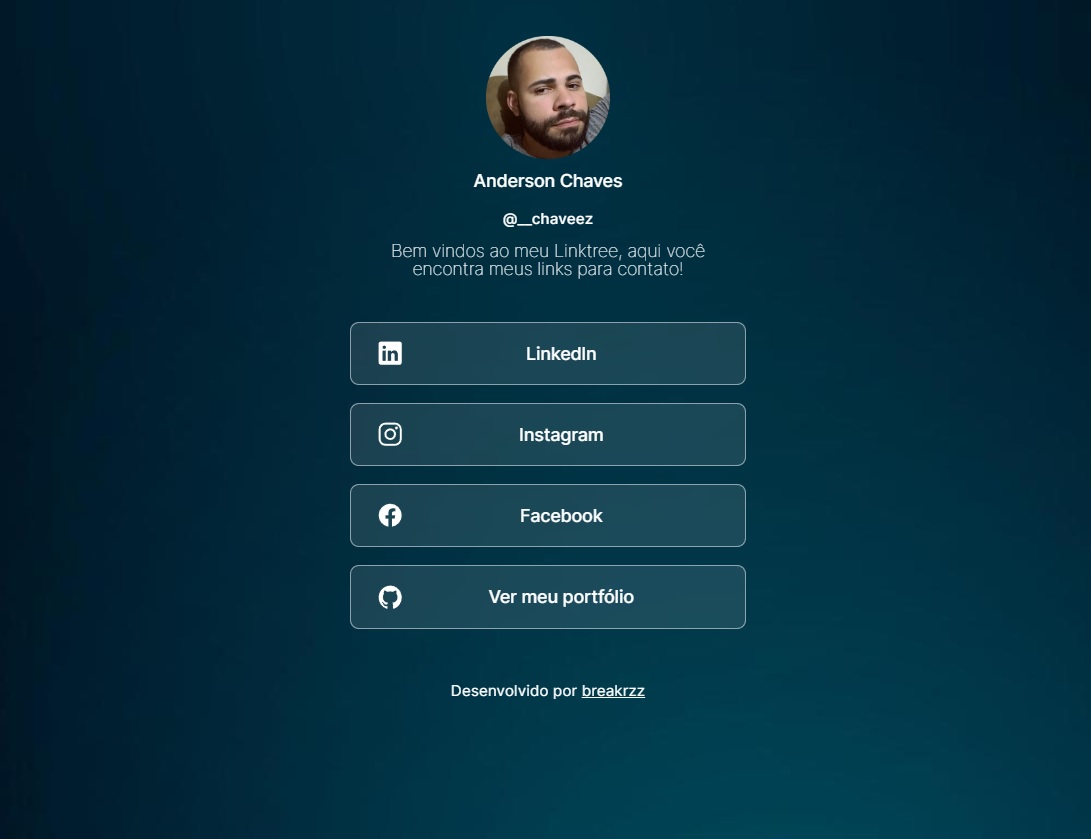 Anderson Chaves
@__chaveez
Bem vindos ao meu Linktree, aqui você
encontra meus links para contato!
LinkedIn
Instagram
Facebook
Ver meu portfólio
Desenvolvido por breakrzz